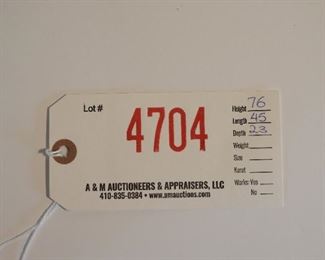 Lot #
4704
Height 76
Length 45
Depth 23
Weight
Size
Karat
Works: Yes
No
A & M AUCTIONEERS & APPRAISERS, LLC
410-835-0384 • www.amauctions.com